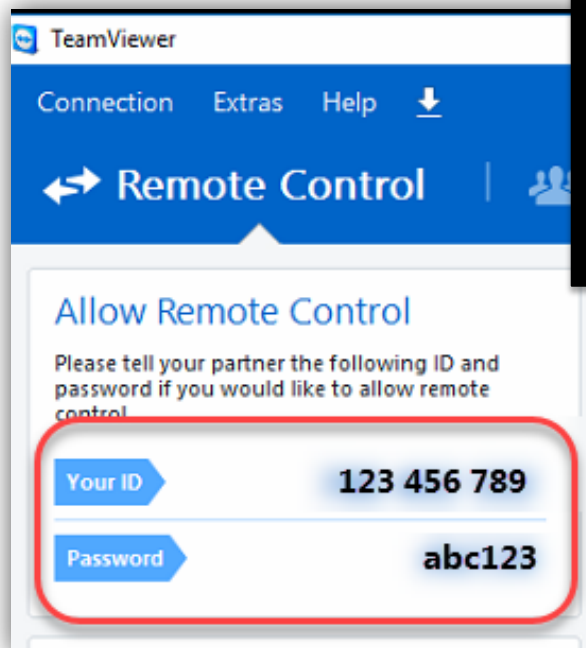 TeamViewer
Connection Extras Help
Remote Control
Allow Remote Control
Please tell your partner the following ID and
password if you would like to allow remote
control
Your ID 123 456 789
Password abc123